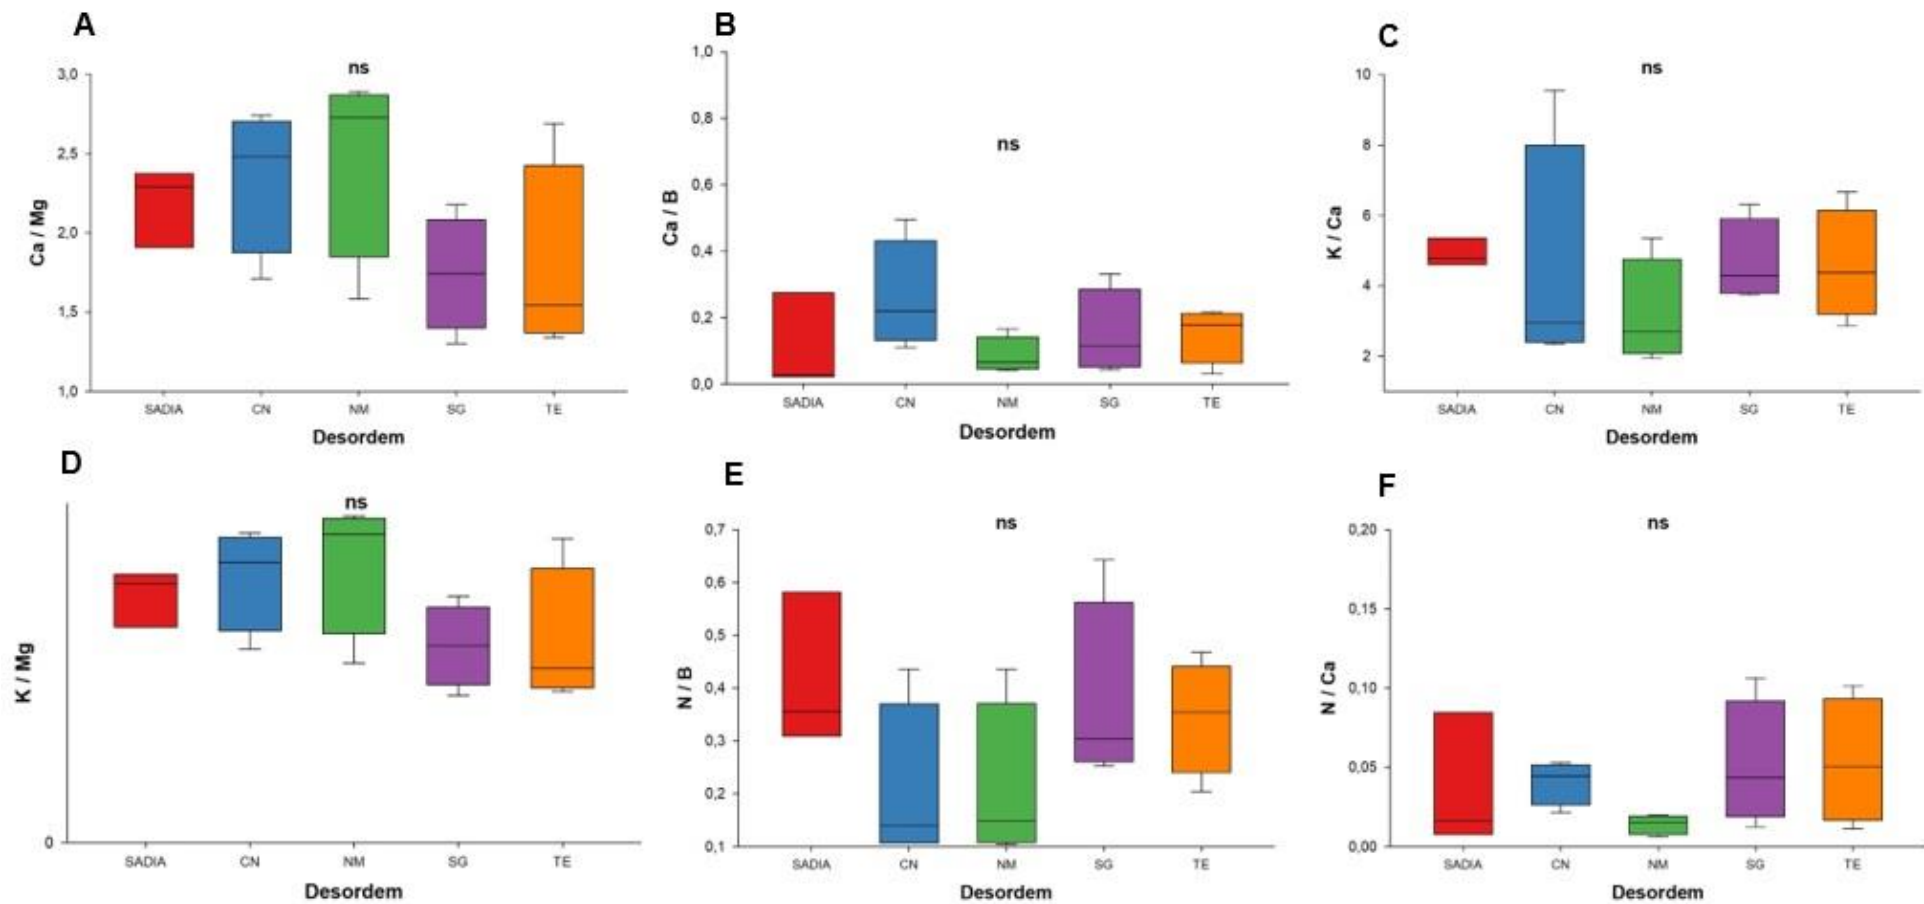 A
ns
3,0
2,5
2,0
1,5
1,0
Ca / Mg
SADIA CN NM SG TE
Desordem
B
ns
1,0
0,8
0,6
0,4
0,2
0,0
Ca / B
SADIA CN NM SG TE
Desordem
C
ns
10
8
6
4
2
K / Ca
SADIA CN NM SG TE
Desordem
D
ns
K / Mg
0
SADIA CN NM SG TE
Desordem
E
ns
0,7
0,6
0,5
0,4
0,3
0,2
0,1
N / B
SADIA CN NM SG TE
Desordem
F
ns
0,20
0,15
0,10
0,05
0,00
N / Ca
SADIA CN NM SG TE
Desordem